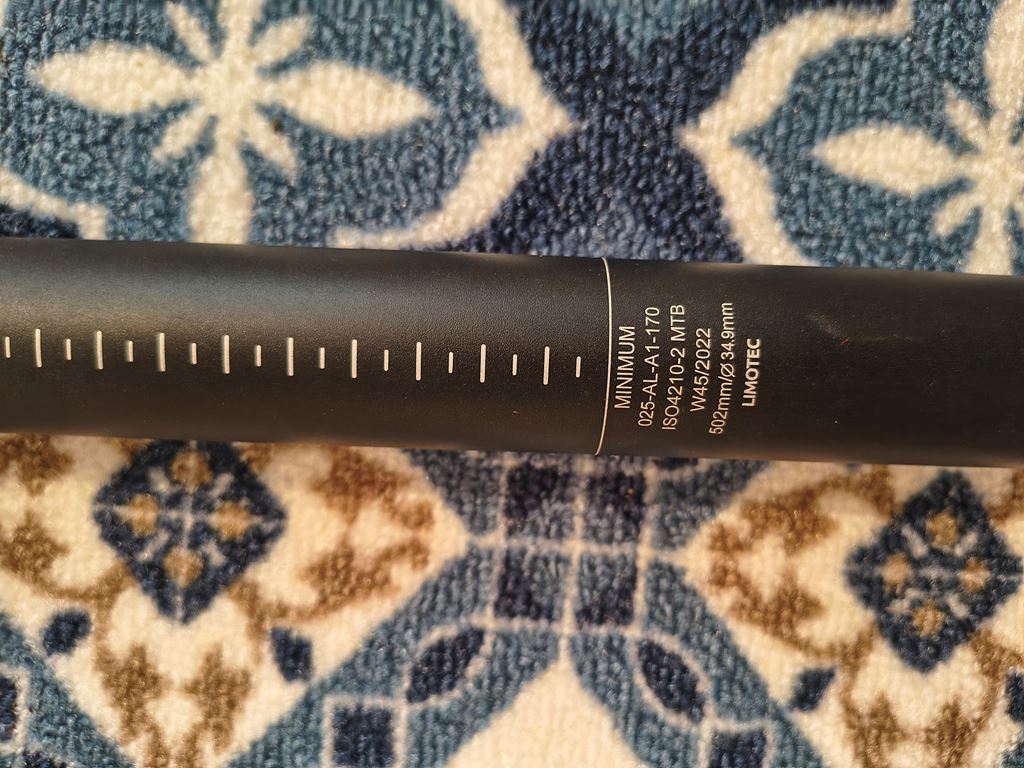 MINIMUM
025-AL-A1-170
ISO4210-2 MTB
W45/2022
502mm/Ø 34.9mm
LIMOTEC